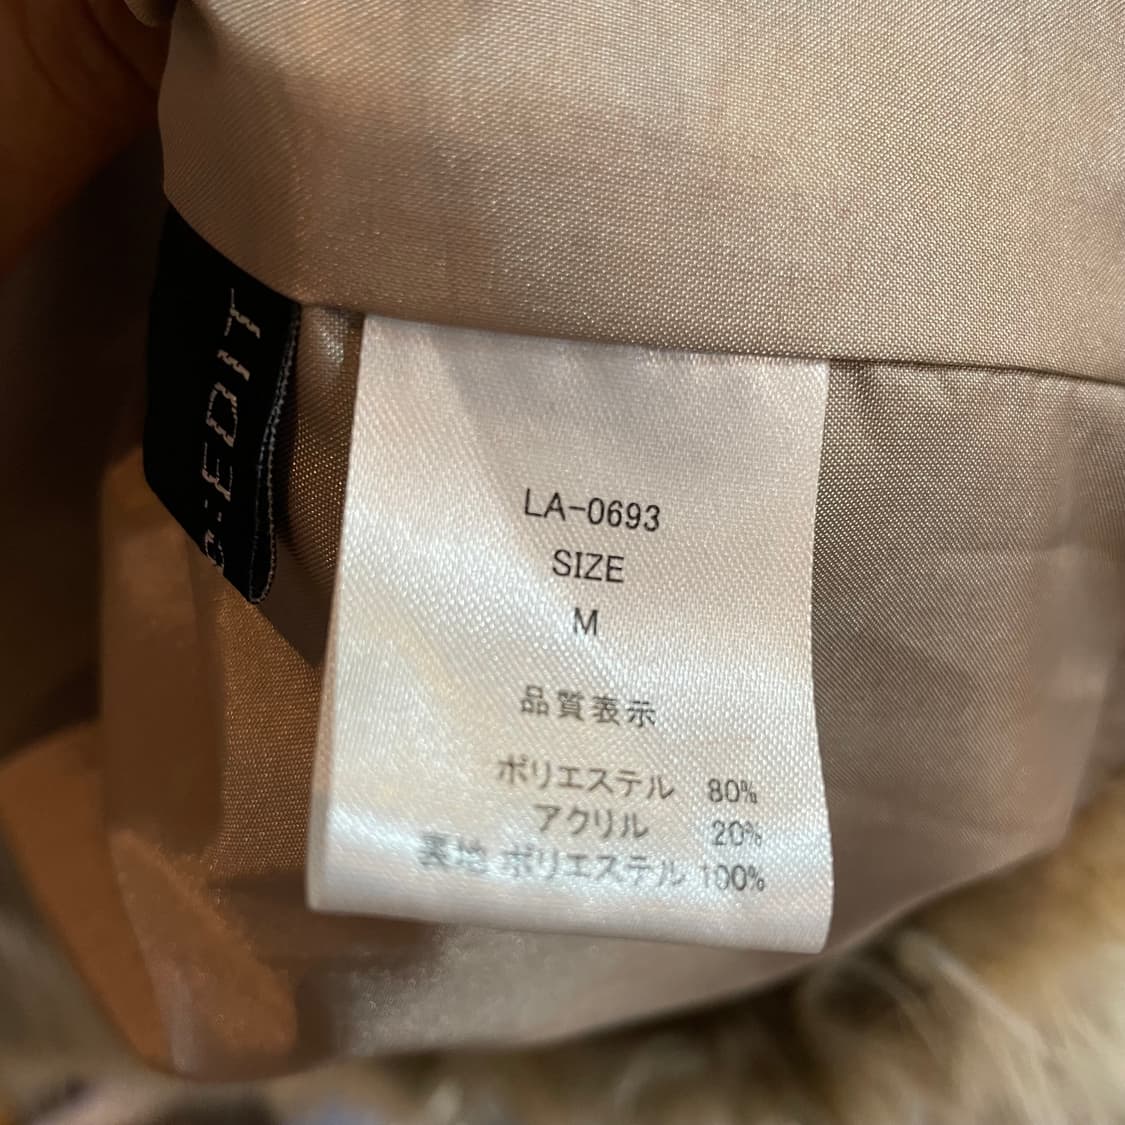 :EDIT
LA-0693
SIZE
M
品質表示
ポリエステル 80%
アクリル 20%
裏地 ポリエステル 100%